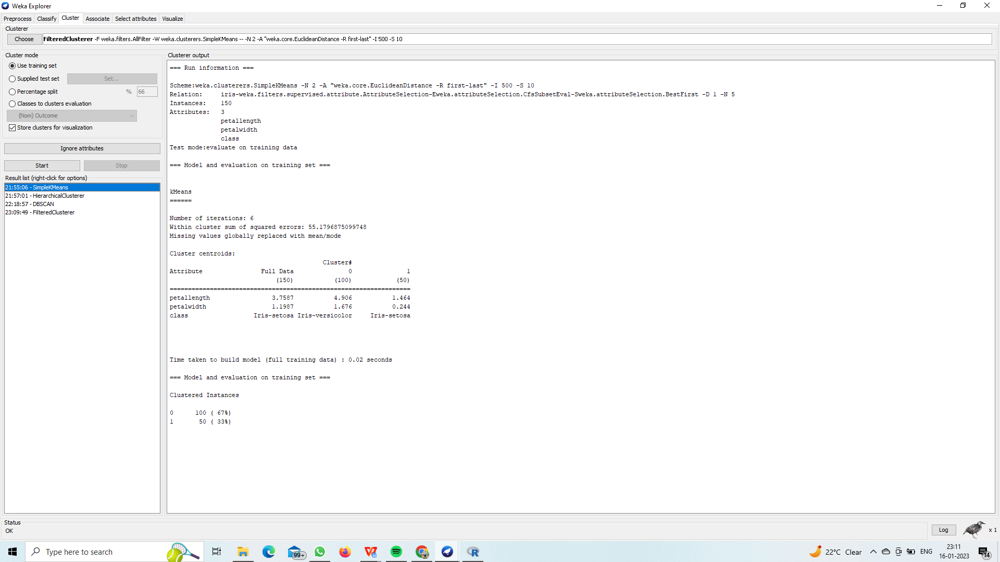 Weka Explorer
Preprocess Classify Cluster Associate Select attributes Visualize
Clusterer
Choose FilteredClusterer -F weka.filters.AllFilter -W weka.clusterers.SimpleKMeans -- -N 2 -A "weka.core.EuclideanDistance -R first-last" -I 500 -S 10
Cluster mode
Use training set
Supplied test set Set...
Percentage split % 66
Classes to clusters evaluation
(Nom) Outcome
Store clusters for visualization
Ignore attributes
Start Stop
Result list (right-click for options)
21:55:06 - SimpleKMeans
21:57:01 - HierarchicalClusterer
22:18:57 - DBSCAN
23:09:49 - FilteredClusterer
Clusterer output
=== Run information ===
Scheme:weka.clusterers.SimpleKMeans -N 2 -A "weka.core.EuclideanDistance -R first-last" -I 500 -S 10
Relation: iris-weka.filters.supervised.attribute.AttributeSelection-Eweka.attributeSelection.CfsSubsetEval-Sweka.attributeSelection.BestFirst -D 1 -N 5
Instances: 150
Attributes: 3
petallength
petalwidth
class
Test mode:evaluate on training data
=== Model and evaluation on training set ===
kMeans
======
Number of iterations: 6
Within cluster sum of squared errors: 55.1796875099748
Missing values globally replaced with mean/mode
Cluster centroids:
Cluster#
Attribute Full Data 0 1
(150) (100) (50)
==================================================================
petallength 3.7587 4.906 1.464
petalwidth 1.1987 1.676 0.244
class Iris-setosa Iris-versicolor Iris-setosa
Time taken to build model (full training data) : 0.02 seconds
=== Model and evaluation on training set ===
Clustered Instances
0 100 ( 67%)
1 50 ( 33%)
Status
OK
Log x 1
Type here to search
99+
22°C Clear
ENG
23:11
16-01-2023
14